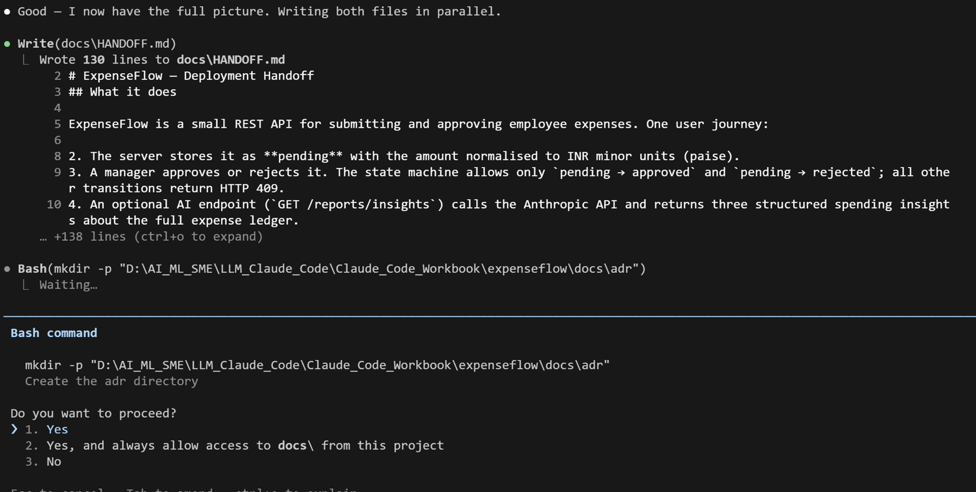 ● Good — I now have the full picture. Writing both files in parallel.
● Write(docs\HANDOFF.md)
⎿ Wrote 130 lines to docs\HANDOFF.md
2 # ExpenseFlow — Deployment Handoff
3 ## What it does
4
5 ExpenseFlow is a small REST API for submitting and approving employee expenses. One user journey:
6
8 2. The server stores it as **pending** with the amount normalised to INR minor units (paise).
9 3. A manager approves or rejects it. The state machine allows only `pending → approved` and `pending → rejected`; all othe
r transitions return HTTP 409.
10 4. An optional AI endpoint (`GET /reports/insights`) calls the Anthropic API and returns three structured spending insight
s about the full expense ledger.
… +138 lines (ctrl+o to expand)
● Bash(mkdir -p "D:\AI_ML_SME\LLM_Claude_Code\Claude_Code_Workbook\expenseflow\docs\adr")
⎿ Waiting…
Bash command
mkdir -p "D:\AI_ML_SME\LLM_Claude_Code\Claude_Code_Workbook\expenseflow\docs\adr"
Create the adr directory
Do you want to proceed?
❯ 1. Yes
2. Yes, and always allow access to docs\ from this project
3. No